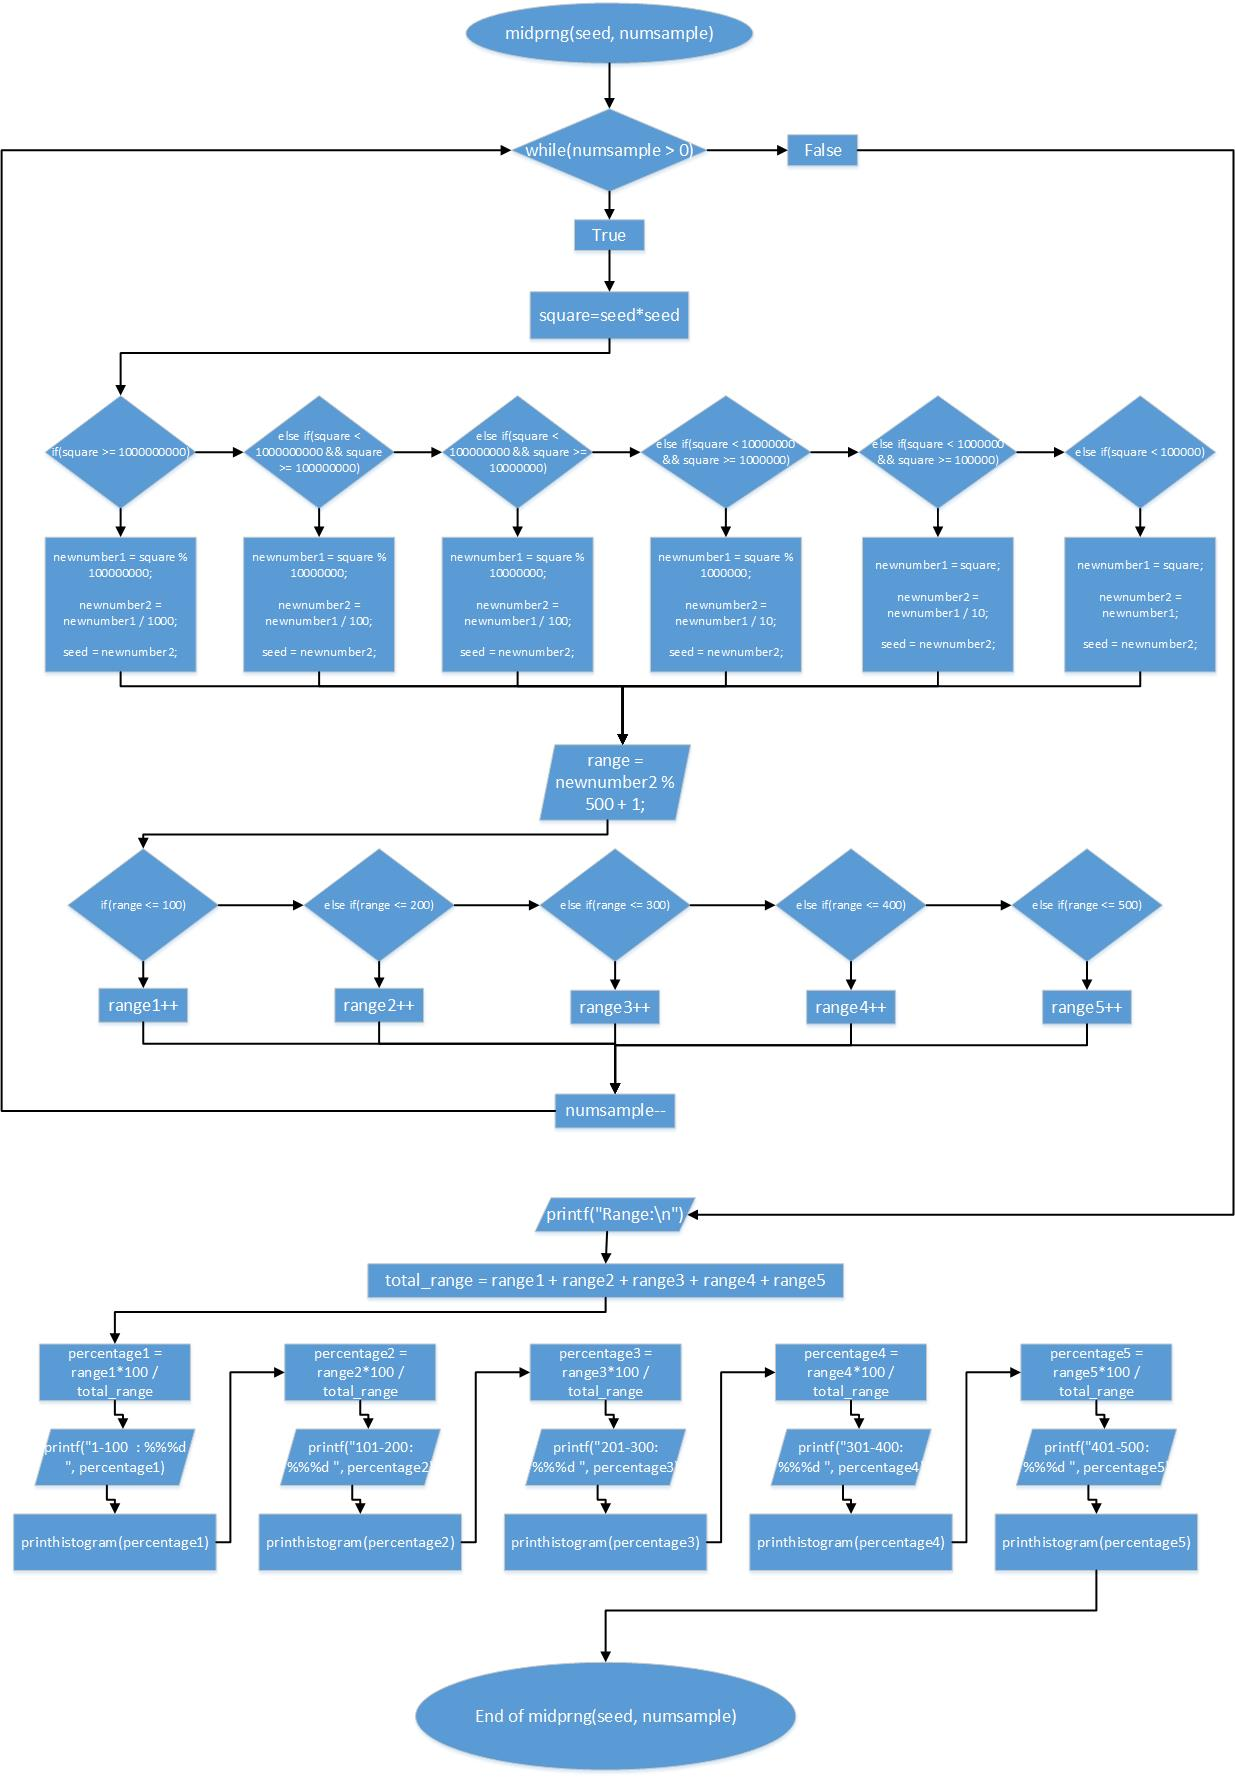 midprng(seed, numsample)
while(numsample > 0)
False
True
square=seed*seed
if(square >= 1000000000)
else if(square <
1000000000 && square
>= 100000000)
else if(square <
100000000 && square >=
10000000)
else if(square < 10000000
&& square >= 1000000)
else if(square < 1000000
&& square >= 100000)
else if(square < 100000)
newnumber1 = square %
100000000;
newnumber2 =
newnumber1 / 1000;
seed = newnumber2;
newnumber1 = square %
10000000;
newnumber2 =
newnumber1 / 100;
seed = newnumber2;
newnumber1 = square %
10000000;
newnumber2 =
newnumber1 / 100;
seed = newnumber2;
newnumber1 = square %
1000000;
newnumber2 =
newnumber1 / 10;
seed = newnumber2;
newnumber1 = square;
newnumber2 =
newnumber1 / 10;
seed = newnumber2;
newnumber1 = square;
newnumber2 =
newnumber1;
seed = newnumber2;
range =
newnumber2 %
500 + 1;
if(range <= 100)
else if(range <= 200)
else if(range <= 300)
else if(range <= 400)
else if(range <= 500)
range1++
range2++
range3++
range4++
range5++
numsample--
printf("Range:\n")
total_range = range1 + range2 + range3 + range4 + range5
percentage1 =
range1*100 /
total_range
percentage2 =
range2*100 /
total_range
percentage3 =
range3*100 /
total_range
percentage4 =
range4*100 /
total_range
percentage5 =
range5*100 /
total_range
printf("1-100  : %%%d
", percentage1)
printf("101-200:
%%%d ", percentage2)
printf("201-300:
%%%d ", percentage3)
printf("301-400:
%%%d ", percentage4)
printf("401-500:
%%%d ", percentage5)
printhistogram(percentage1)
printhistogram(percentage2)
printhistogram(percentage3)
printhistogram(percentage4)
printhistogram(percentage5)
End of midprng(seed, numsample)